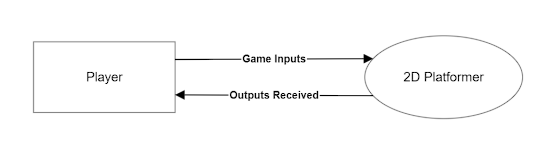 Game Inputs
Player
2D Platformer
Outputs Received